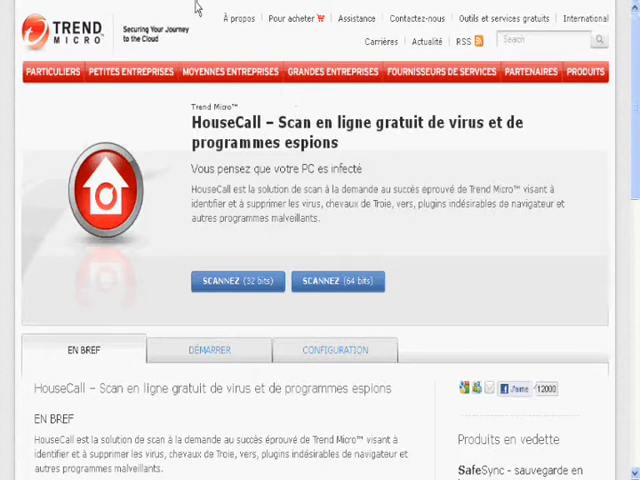 À propos Pour acheter Assistance Contactez-nous Outils et services gratuits International
TREND
MICRO
Securing Your Journey
to the Cloud
Carrières Actualité RSS Search
PARTICULIERS PETITES ENTREPRISES MOYENNES ENTREPRISES GRANDES ENTREPRISES FOURNISSEURS DE SERVICES PARTENAIRES PRODUITS
Trend Micro™
HouseCall – Scan en ligne gratuit de virus et de
programmes espions
Vous pensez que votre PC es infecté
HouseCall est la solution de scan à la demande au succès éprouvé de Trend Micro™ visant à
identifier et à supprimer les virus, chevaux de Troie, vers, plugins indésirables de navigateur et
autres programmes malveillants.
SCANNEZ (32 bits) SCANNEZ (64 bits)
EN BREF DÉMARRER CONFIGURATION
HouseCall – Scan en ligne gratuit de virus et de programmes espions
J'aime 12000
EN BREF
HouseCall est la solution de scan à la demande au succès éprouvé de Trend Micro™ visant à
identifier et à supprimer les virus, chevaux de Troie, vers, plugins indésirables de navigateur et
autres programmes malveillants.
Produits en vedette
SafeSync - sauvegarde en